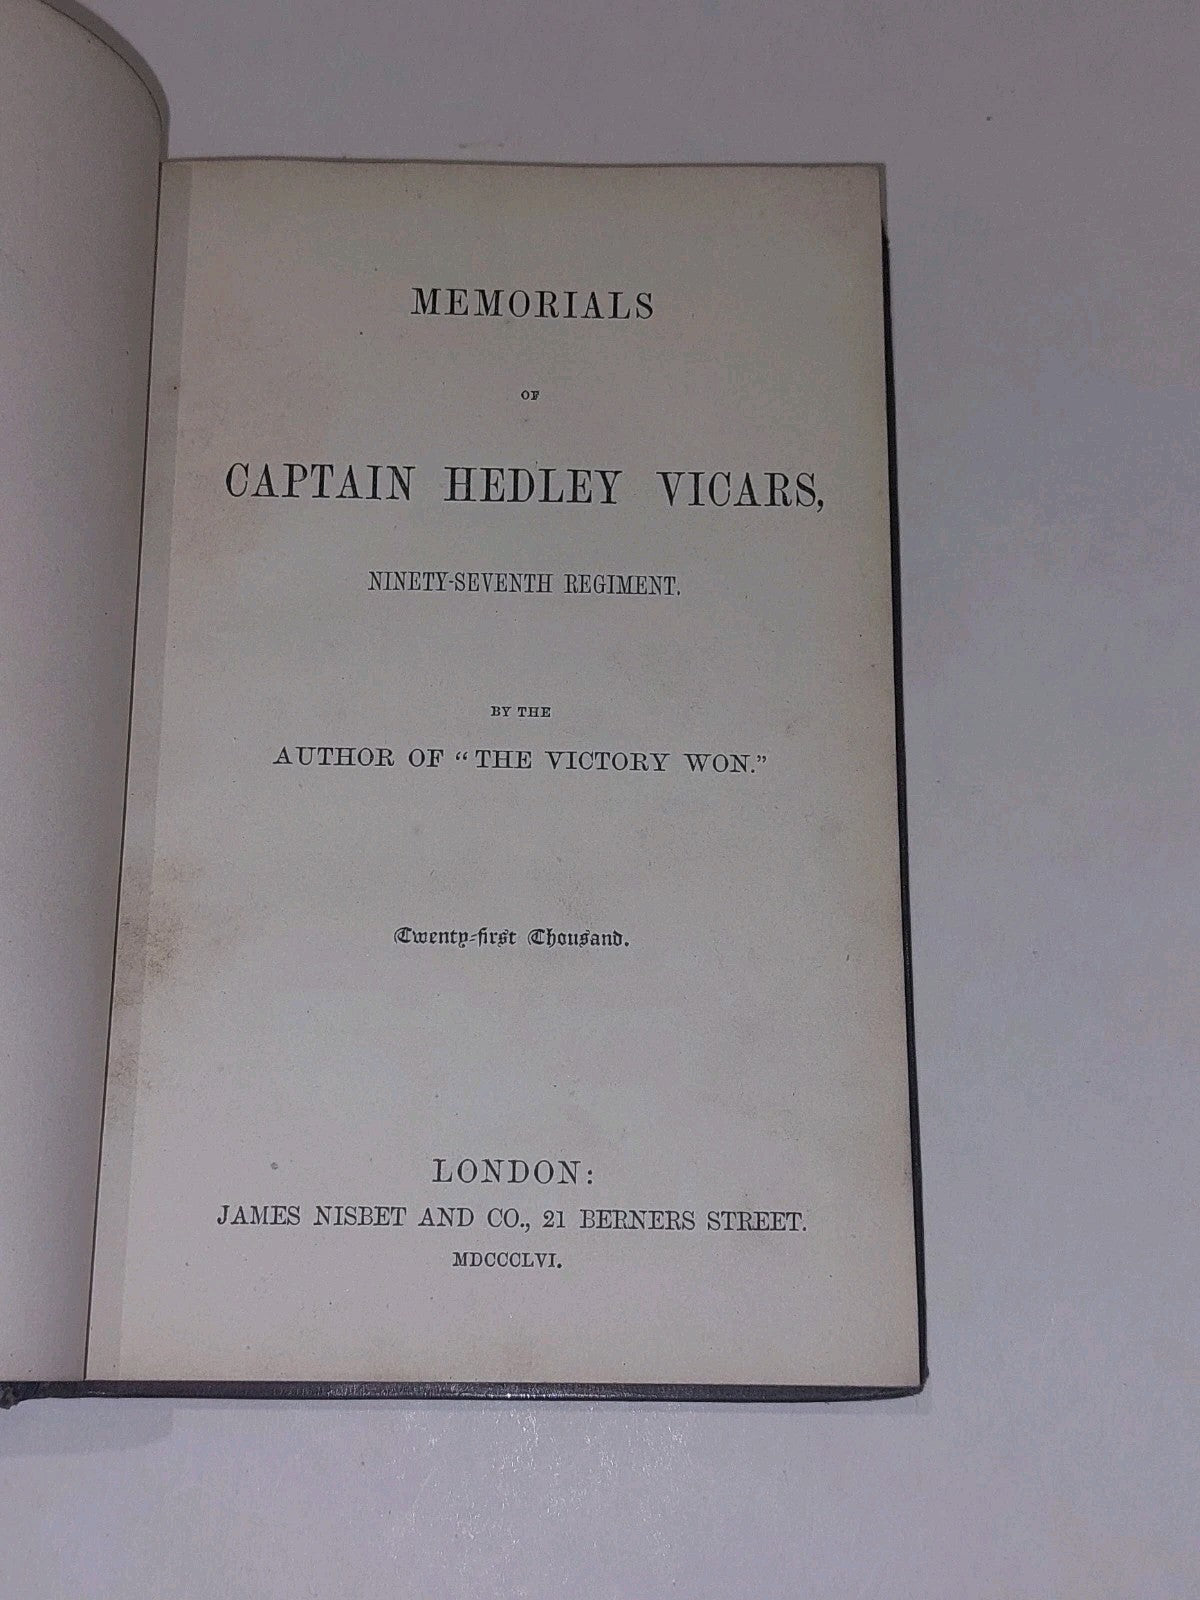 MEMORIALS
OF
CAPTAIN HEDLEY VICARS,
NINETY-SEVENTH REGIMENT.
BY THE
AUTHOR OF “THE VICTORY WON.”
Twenty-first Thousand.
LONDON:
JAMES NISBET AND CO., 21 BERNERS STREET.
MDCCCLVI.